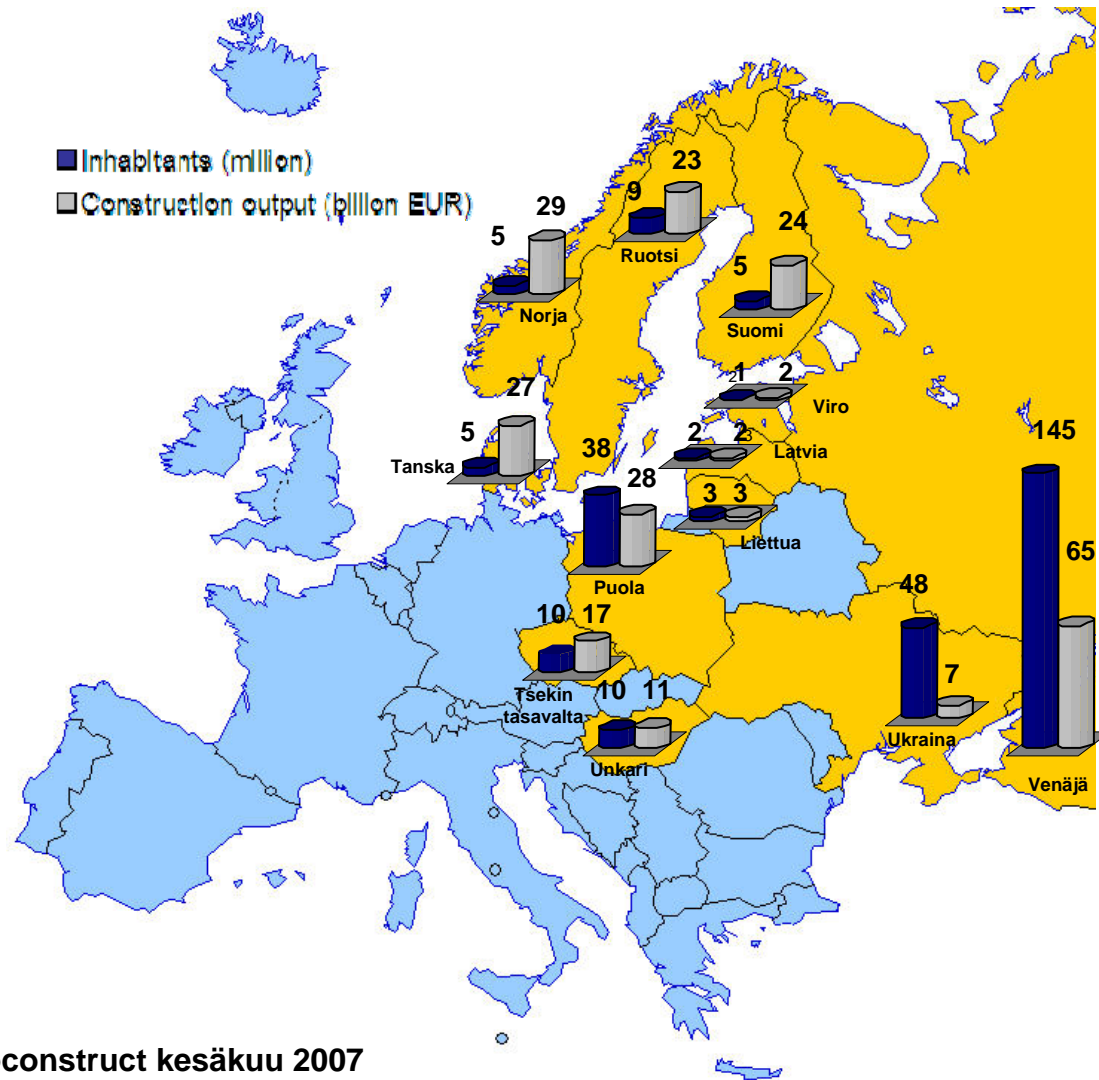 Inhabitants (million)
Construction output (billion EUR)
5 29
Norja
9 23
Ruotsi
5 24
Suomi
2 1 2
Viro
5 27
Tanska
2 2 3
Latvia
3 3
Liettua
38 28
Puola
10 17
Tsekin
tasavalta
10 11
Unkari
48 7
Ukraina
145 65
Venäjä
construct kesäkuu 2007